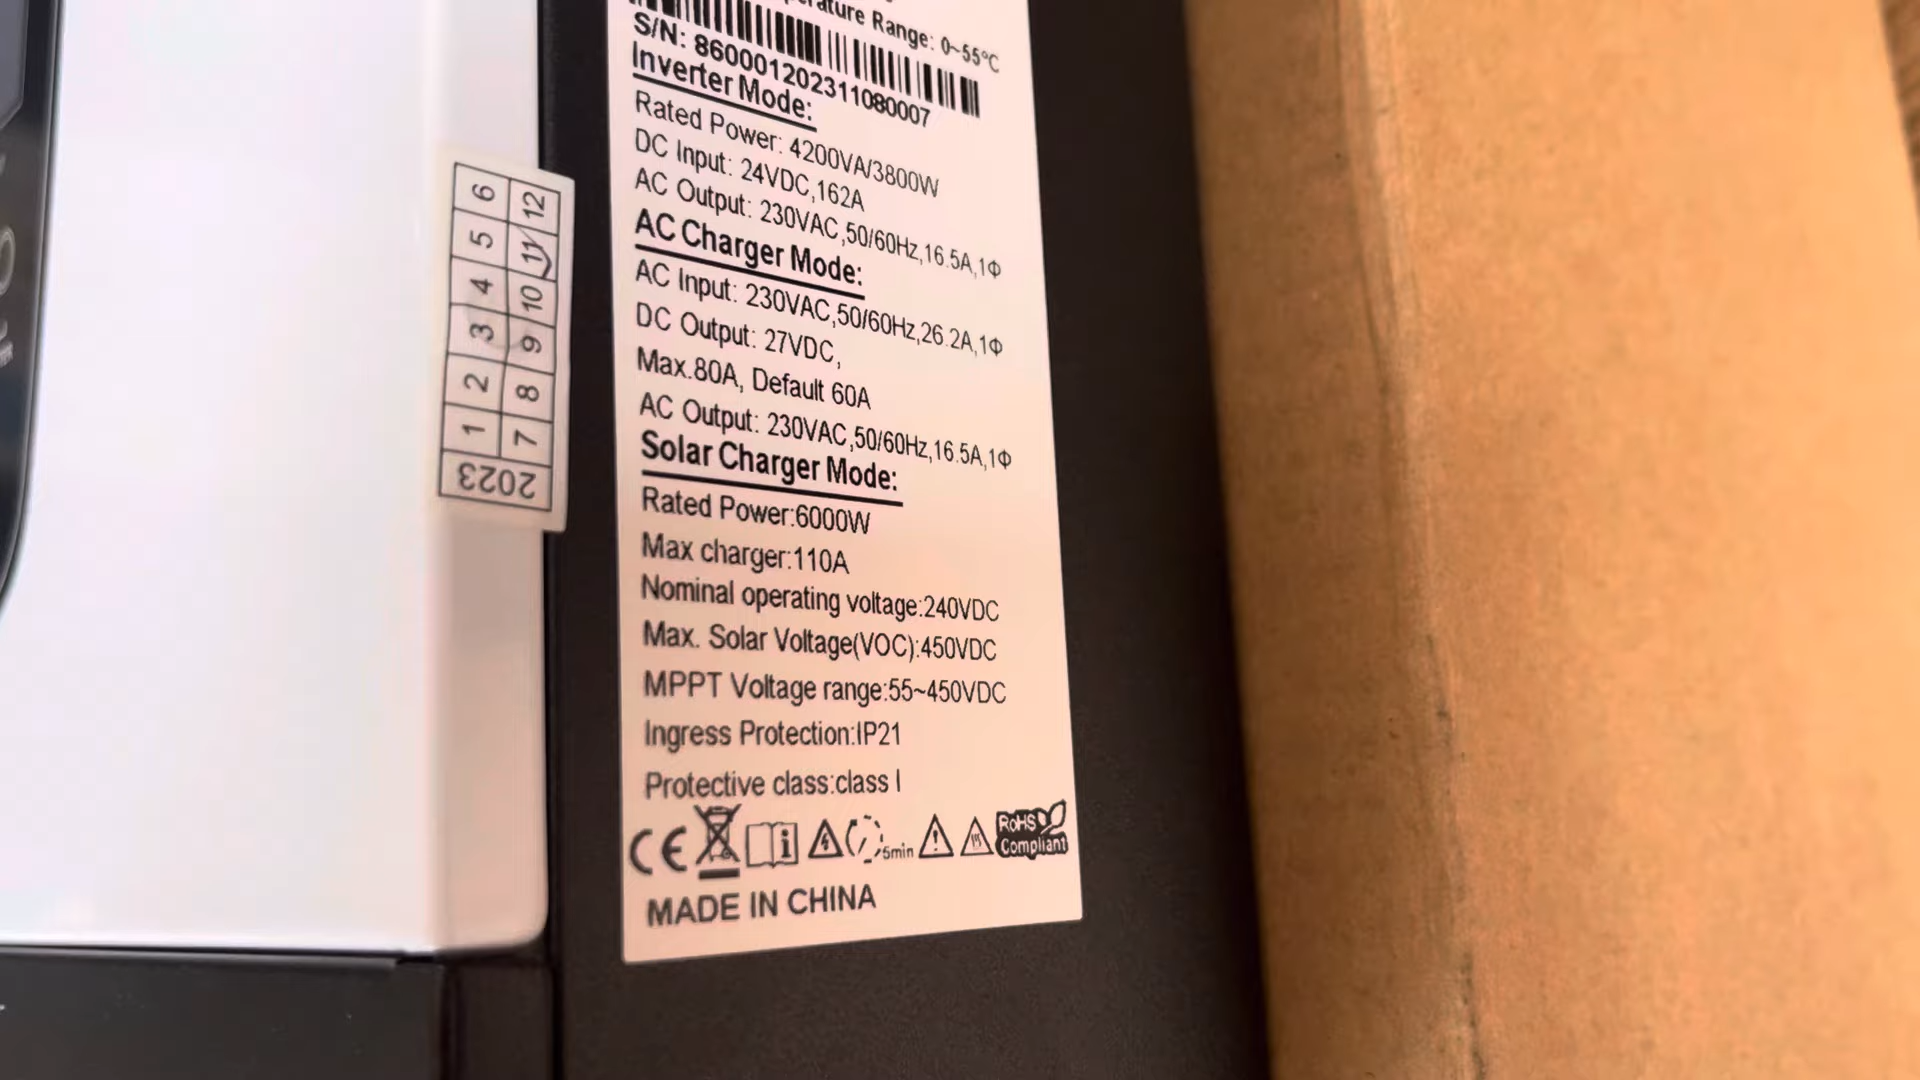 Range: 0~55℃
S/N: 860001202311080007
Inverter Mode:
Rated Power: 4200VA/3800W
DC Input: 24VDC,162A
AC Output: 230VAC,50/60Hz,16.5A,1Φ
AC Charger Mode:
AC Input: 230VAC,50/60Hz,26.2A,1Φ
DC Output: 27VDC,
Max.80A, Default 60A
AC Output: 230VAC,50/60Hz,16.5A,1Φ
Solar Charger Mode:
Rated Power:6000W
Max charger:110A
Nominal operating voltage:240VDC
Max. Solar Voltage(VOC):450VDC
MPPT Voltage range:55~450VDC
Ingress Protection:IP21
Protective class:class I
CE 5min RoHS
Compliant
MADE IN CHINA
2023
1 2 3 4 5 6
7 8 9 10 11 12